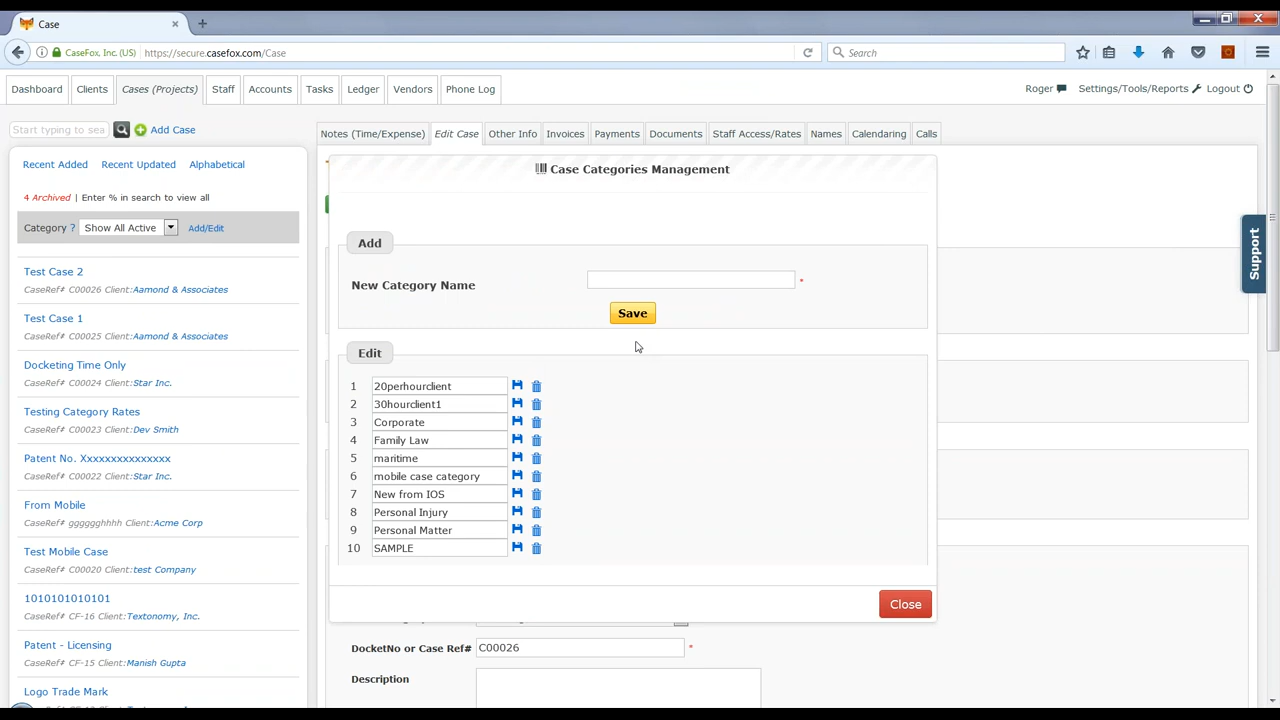 Case
CaseFox, Inc. (US) https://secure.casefox.com/Case Search
Dashboard Clients Cases (Projects) Staff Accounts Tasks Ledger Vendors Phone Log Roger Settings/Tools/Reports Logout
Start typing to sea Add Case
Notes (Time/Expense) Edit Case Other Info Invoices Payments Documents Staff Access/Rates Names Calendaring Calls
Recent Added Recent Updated Alphabetical
4 Archived | Enter % in search to view all
Category ? Show All Active Add/Edit
Test Case 2
CaseRef# C00026 Client:Aamond & Associates
Test Case 1
CaseRef# C00025 Client:Aamond & Associates
Docketing Time Only
CaseRef# C00024 Client:Star Inc.
Testing Category Rates
CaseRef# C00023 Client:Dev Smith
Patent No. Xxxxxxxxxxxxxx
CaseRef# C00022 Client:Star Inc.
From Mobile
CaseRef# gggggghhhh Client:Acme Corp
Test Mobile Case
CaseRef# C00020 Client:test Company
1010101010101
CaseRef# CF-16 Client:Textonomy, Inc.
Patent - Licensing
CaseRef# CF-15 Client:Manish Gupta
Logo Trade Mark
Case Categories Management
Add
New Category Name *
Save
Edit
1 20perhourclient
2 30hourclient1
3 Corporate
4 Family Law
5 maritime
6 mobile case category
7 New from IOS
8 Personal Injury
9 Personal Matter
10 SAMPLE
Close
DocketNo or Case Ref# C00026 *
Description
Support